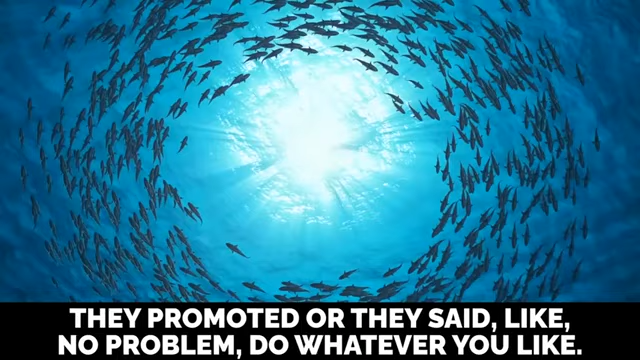 THEY PROMOTED OR THEY SAID, LIKE,
NO PROBLEM, DO WHATEVER YOU LIKE.